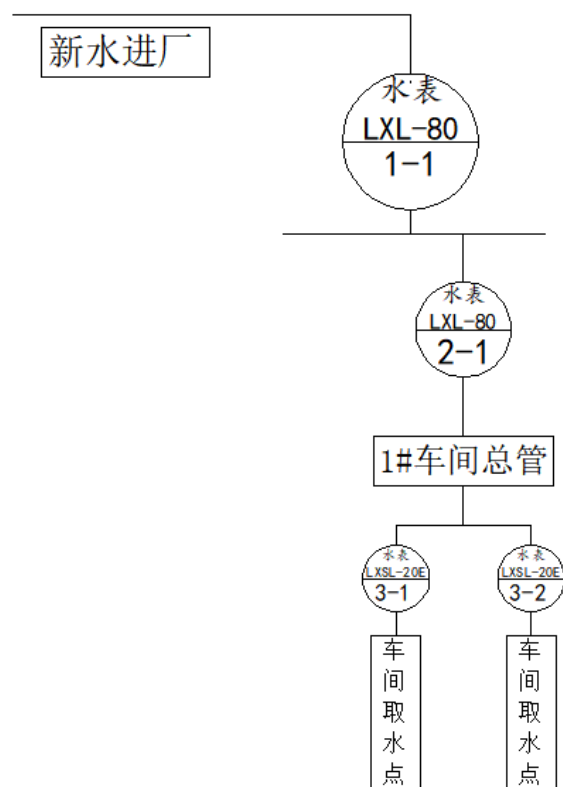 新水进厂
水表
LXL-80
1-1
水表
LXL-80
2-1
1#车间总管
水表
LXSL-20E
3-1
水表
LXSL-20E
3-2
车间取水点
车间取水点